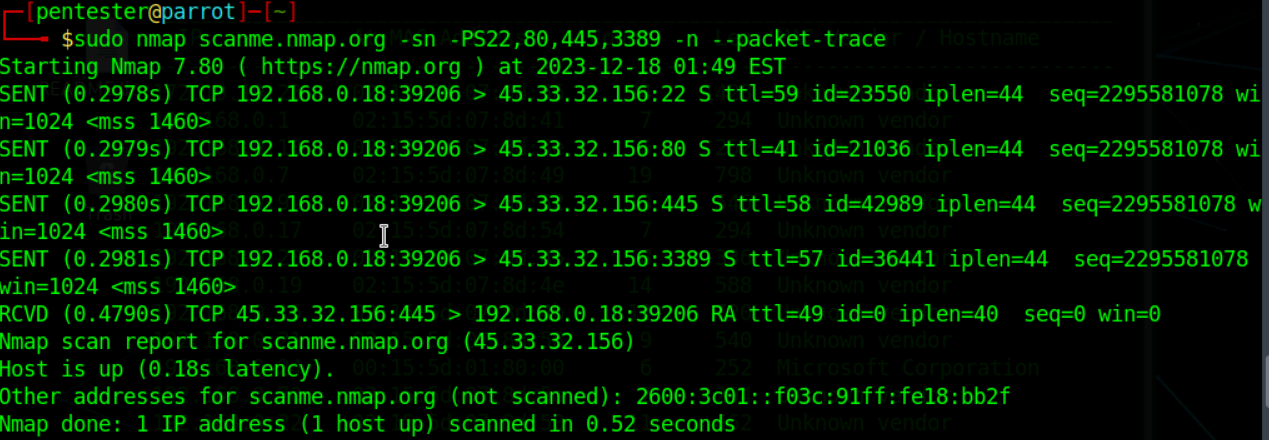 [pentester@parrot]-[~]
$sudo nmap scanme.nmap.org -sn -PS22,80,445,3389 -n --packet-trace
Starting Nmap 7.80 ( https://nmap.org ) at 2023-12-18 01:49 EST
SENT (0.2978s) TCP 192.168.0.18:39206 > 45.33.32.156:22 S ttl=59 id=23550 iplen=44  seq=2295581078 wi
n=1024 <mss 1460>
SENT (0.2979s) TCP 192.168.0.18:39206 > 45.33.32.156:80 S ttl=41 id=21036 iplen=44  seq=2295581078 wi
n=1024 <mss 1460>
SENT (0.2980s) TCP 192.168.0.18:39206 > 45.33.32.156:445 S ttl=58 id=42989 iplen=44  seq=2295581078 w
in=1024 <mss 1460>
SENT (0.2981s) TCP 192.168.0.18:39206 > 45.33.32.156:3389 S ttl=57 id=36441 iplen=44  seq=2295581078
win=1024 <mss 1460>
RCVD (0.4790s) TCP 45.33.32.156:445 > 192.168.0.18:39206 RA ttl=49 id=0 iplen=40  seq=0 win=0
Nmap scan report for scanme.nmap.org (45.33.32.156)
Host is up (0.18s latency).
Other addresses for scanme.nmap.org (not scanned): 2600:3c01::f03c:91ff:fe18:bb2f
Nmap done: 1 IP address (1 host up) scanned in 0.52 seconds